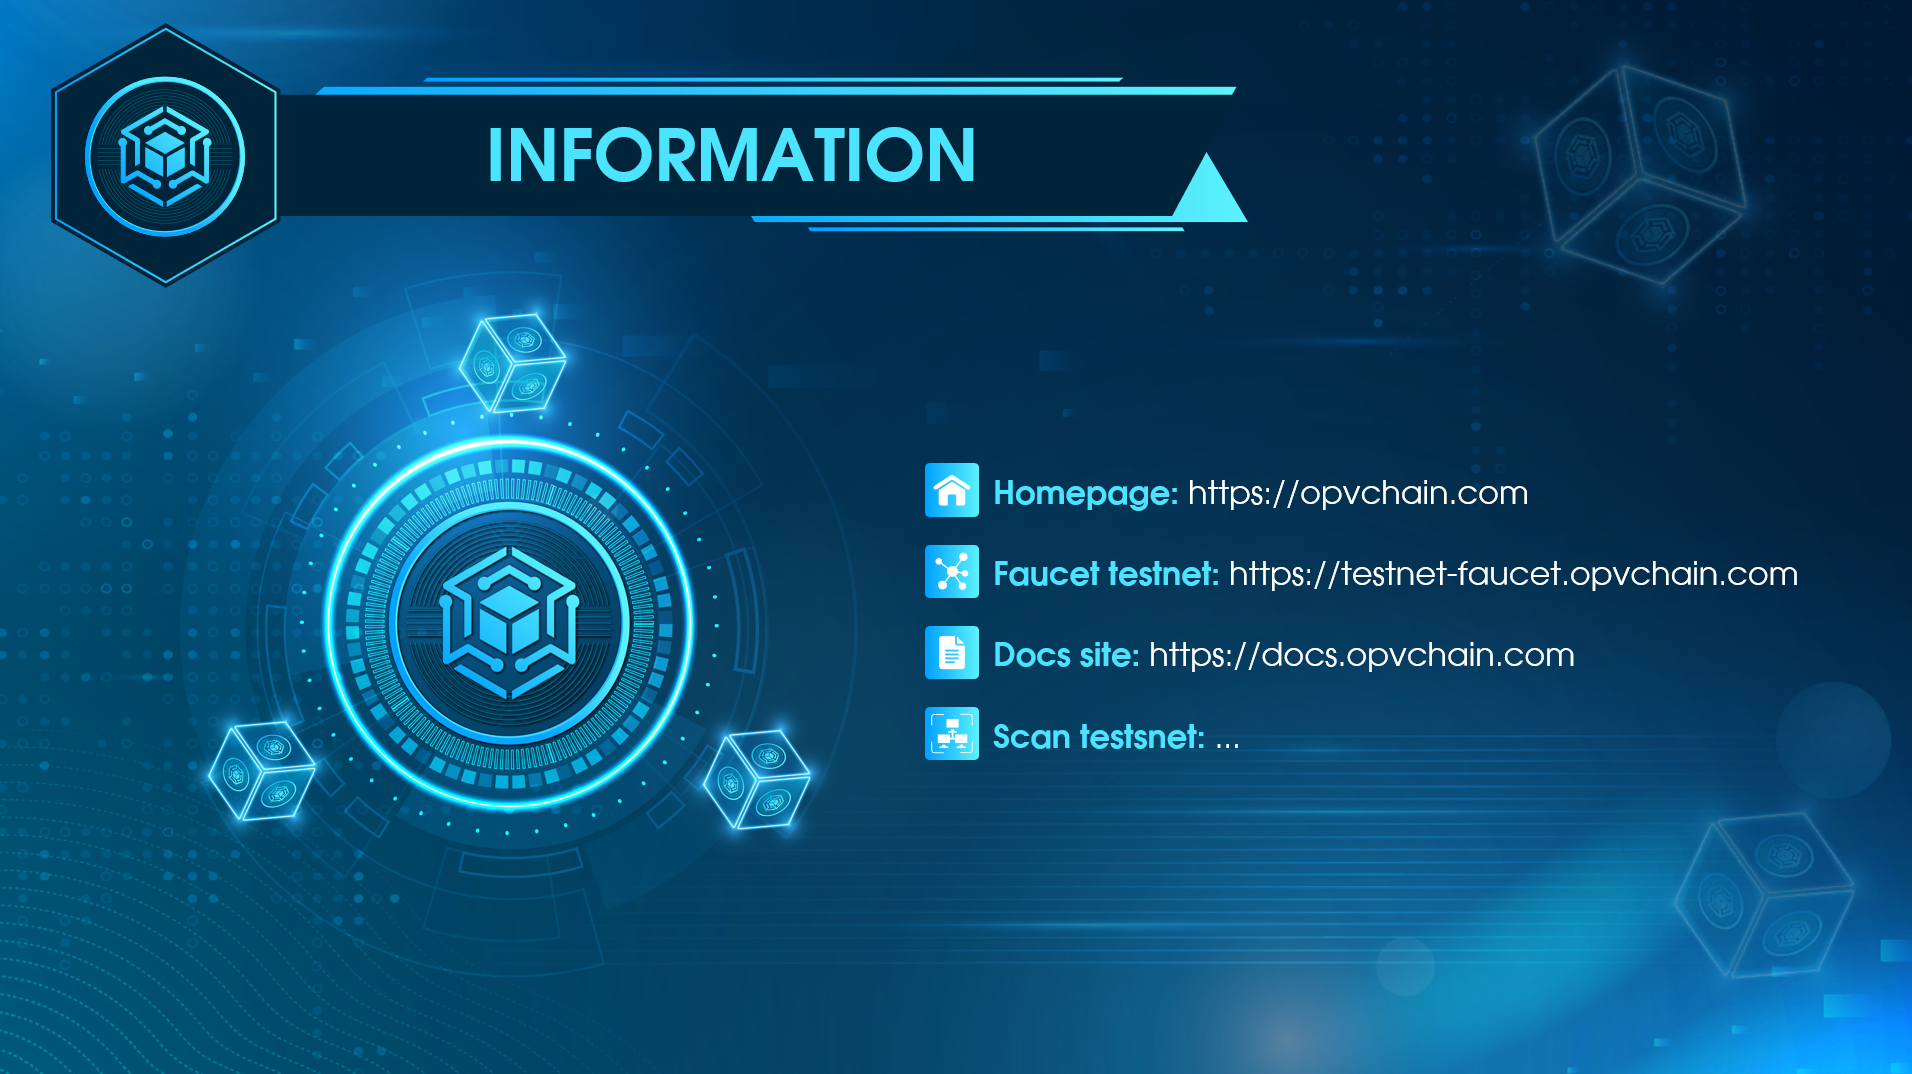 INFORMATION
Homepage: https://opvchain.com
Faucet testnet: https://testnet-faucet.opvchain.com
Docs site: https://docs.opvchain.com
Scan testsnet: ...